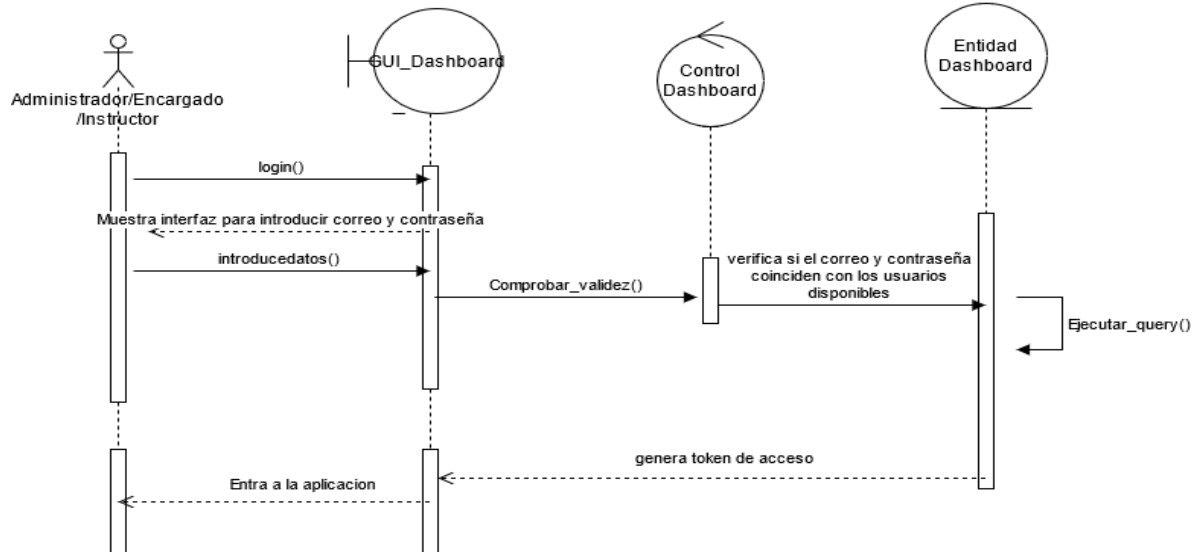 Administrador/Encargado
/Instructor
GUI_Dashboard
Control
Dashboard
Entidad
Dashboard
login()
Muestra interfaz para introducir correo y contraseña
introducedatos()
Comprobar_validez()
verifica si el correo y contraseña
coinciden con los usuarios
disponibles
Ejecutar_query()
genera token de acceso
Entra a la aplicacion